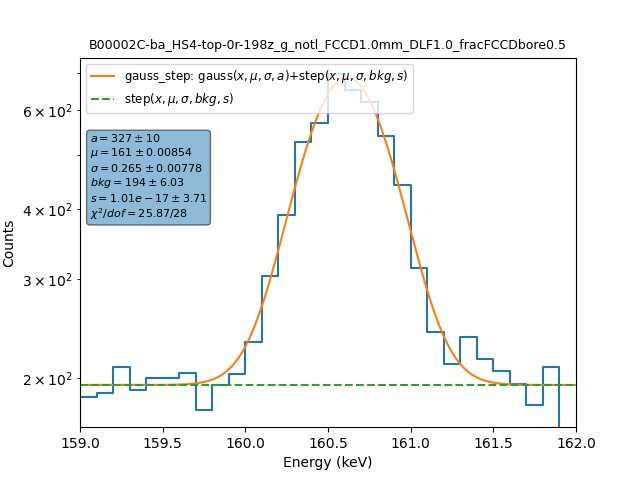 B00002C-ba_HS4-top-0r-198z_g_notl_FCCD1.0mm_DLF1.0_fracFCCDbore0.5
gauss_step: gauss(x, μ, σ, a)+step(x, μ, σ, bkg, s)
step(x, μ, σ, bkg, s)
a = 327 ± 10
μ = 161 ± 0.00854
σ = 0.265 ± 0.00778
bkg = 194 ± 6.03
s = 1.01e − 17 ± 3.71
χ²/dof = 25.87/28
6 × 10²
4 × 10²
3 × 10²
2 × 10²
Counts
159.0 159.5 160.0 160.5 161.0 161.5 162.0
Energy (keV)